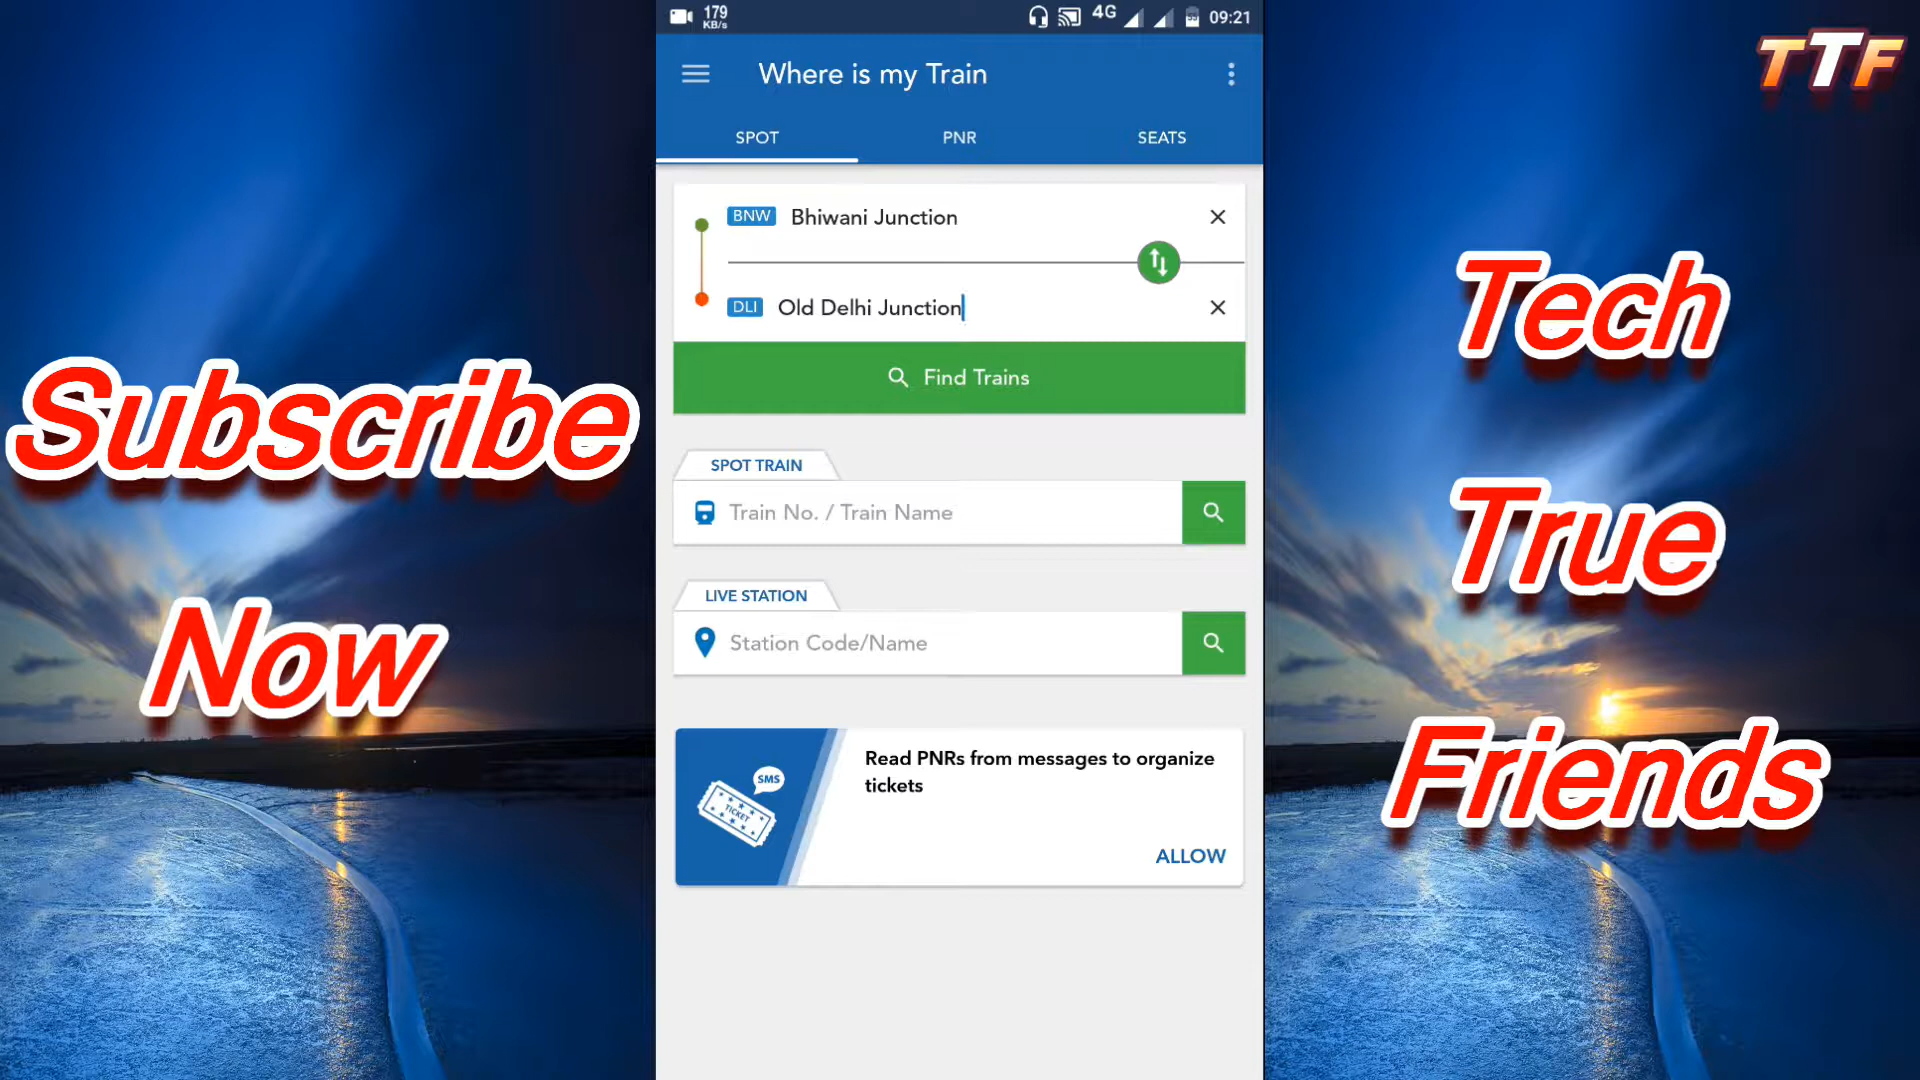 179
KB/s
4G
09:21
Where is my Train
SPOT
PNR
SEATS
BNW Bhiwani Junction
DLI Old Delhi Junction
Find Trains
SPOT TRAIN
Train No. / Train Name
LIVE STATION
Station Code/Name
SMS
TICKET
Read PNRs from messages to organize
tickets
ALLOW
Subscribe
Now
TTF
Tech
True
Friends